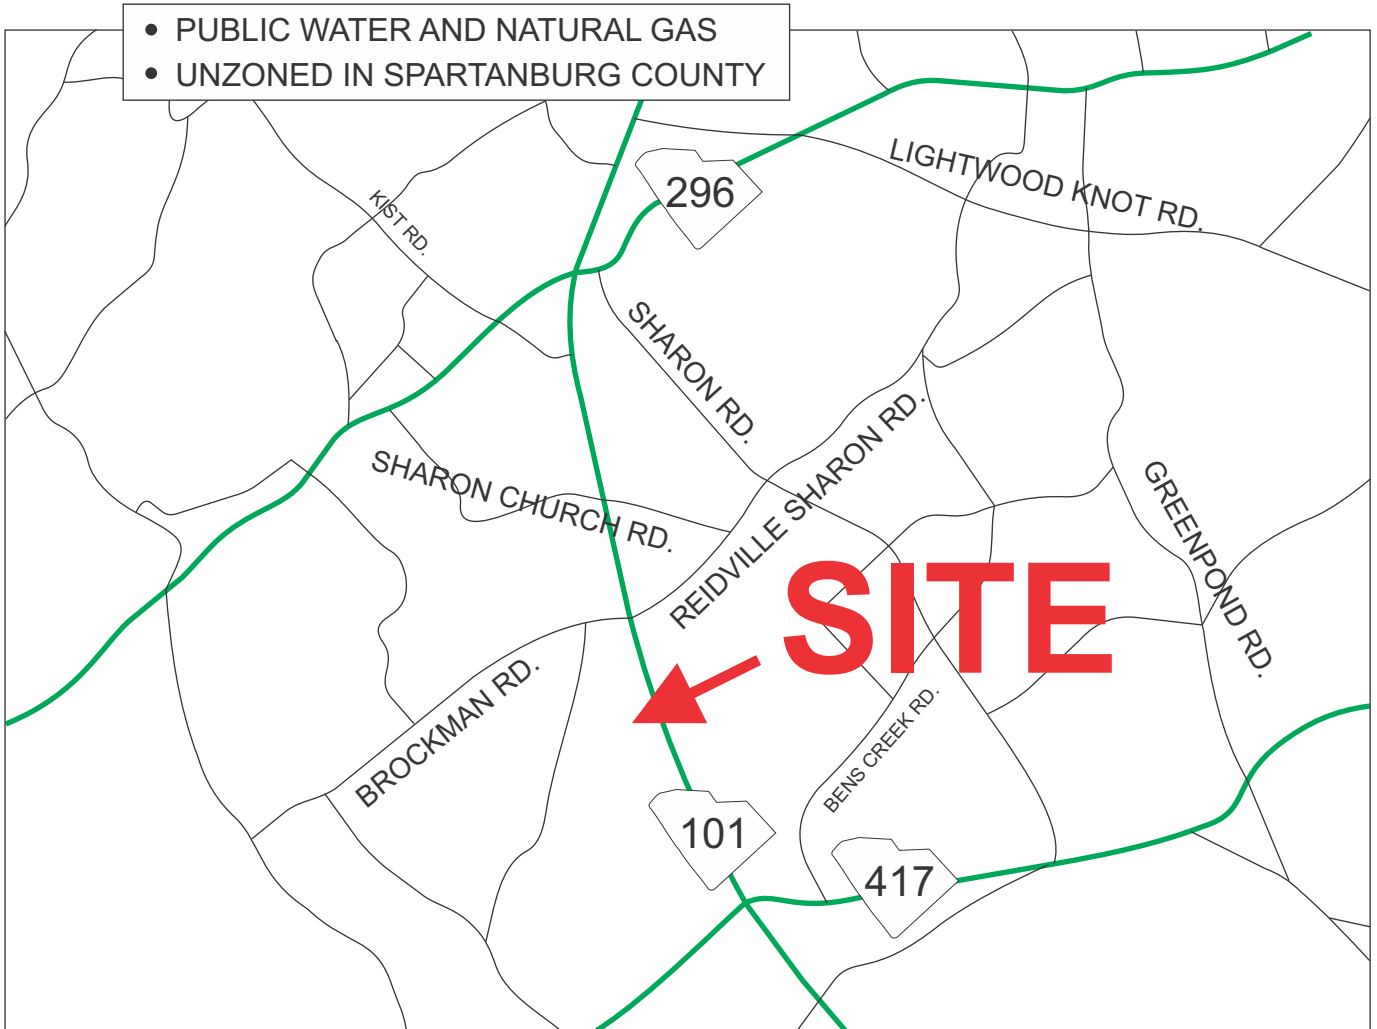 • PUBLIC WATER AND NATURAL GAS
• UNZONED IN SPARTANBURG COUNTY
LIGHTWOOD KNOT RD.
296
KIST RD.
SHARON RD.
REIDVILLE SHARON RD.
SHARON CHURCH RD.
GREENPOND RD.
SITE
BROCKMAN RD.
BENS CREEK RD.
101
417